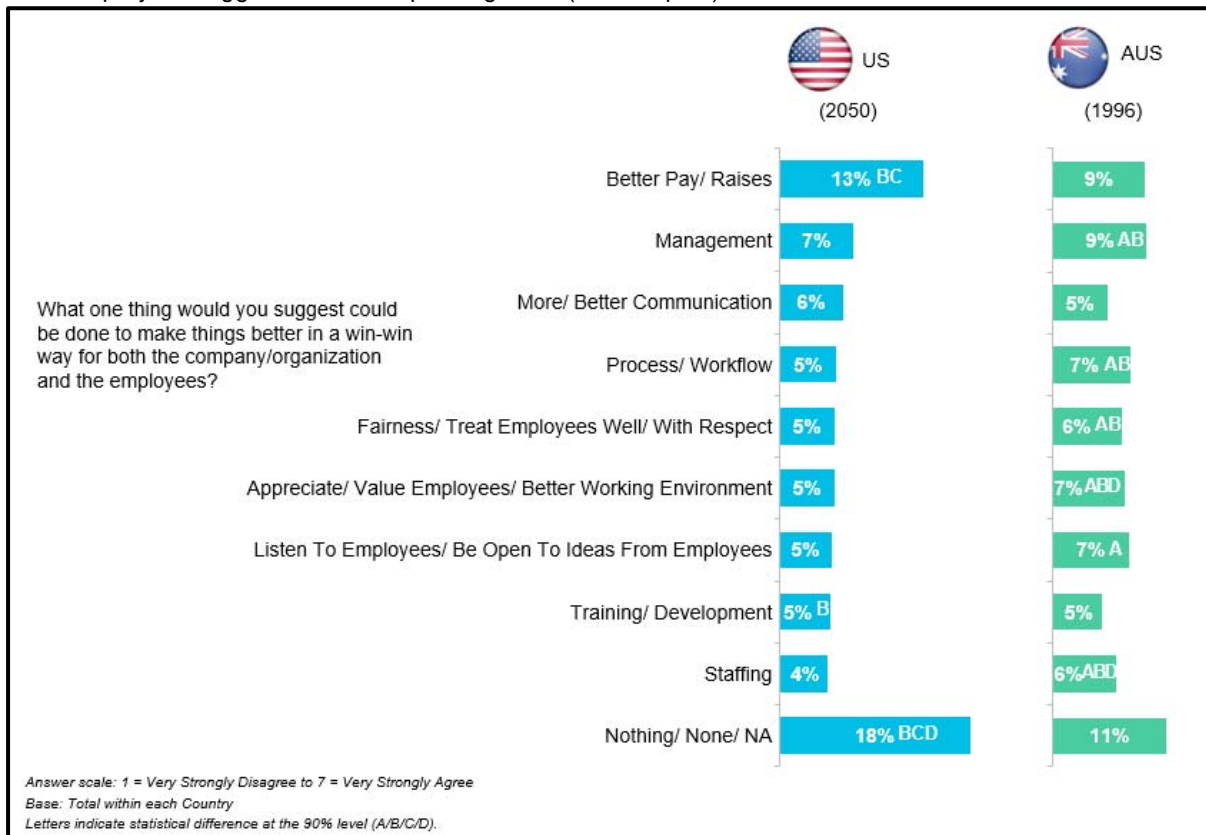 US
AUS
(2050)
(1996)
Better Pay/ Raises
13% BC
9%
Management
7%
9% AB
What one thing would you suggest could
be done to make things better in a win-win
way for both the company/organization
and the employees?
More/ Better Communication
6%
5%
Process/ Workflow
5%
7% AB
Fairness/ Treat Employees Well/ With Respect
5%
6% AB
Appreciate/ Value Employees/ Better Working Environment
5%
7% ABD
Listen To Employees/ Be Open To Ideas From Employees
5%
7% A
Training/ Development
5% B
5%
Staffing
4%
6% ABD
Nothing/ None/ NA
18% BCD
11%
Answer scale: 1 = Very Strongly Disagree to 7 = Very Strongly Agree
Base: Total within each Country
Letters indicate statistical difference at the 90% level (A/B/C/D).